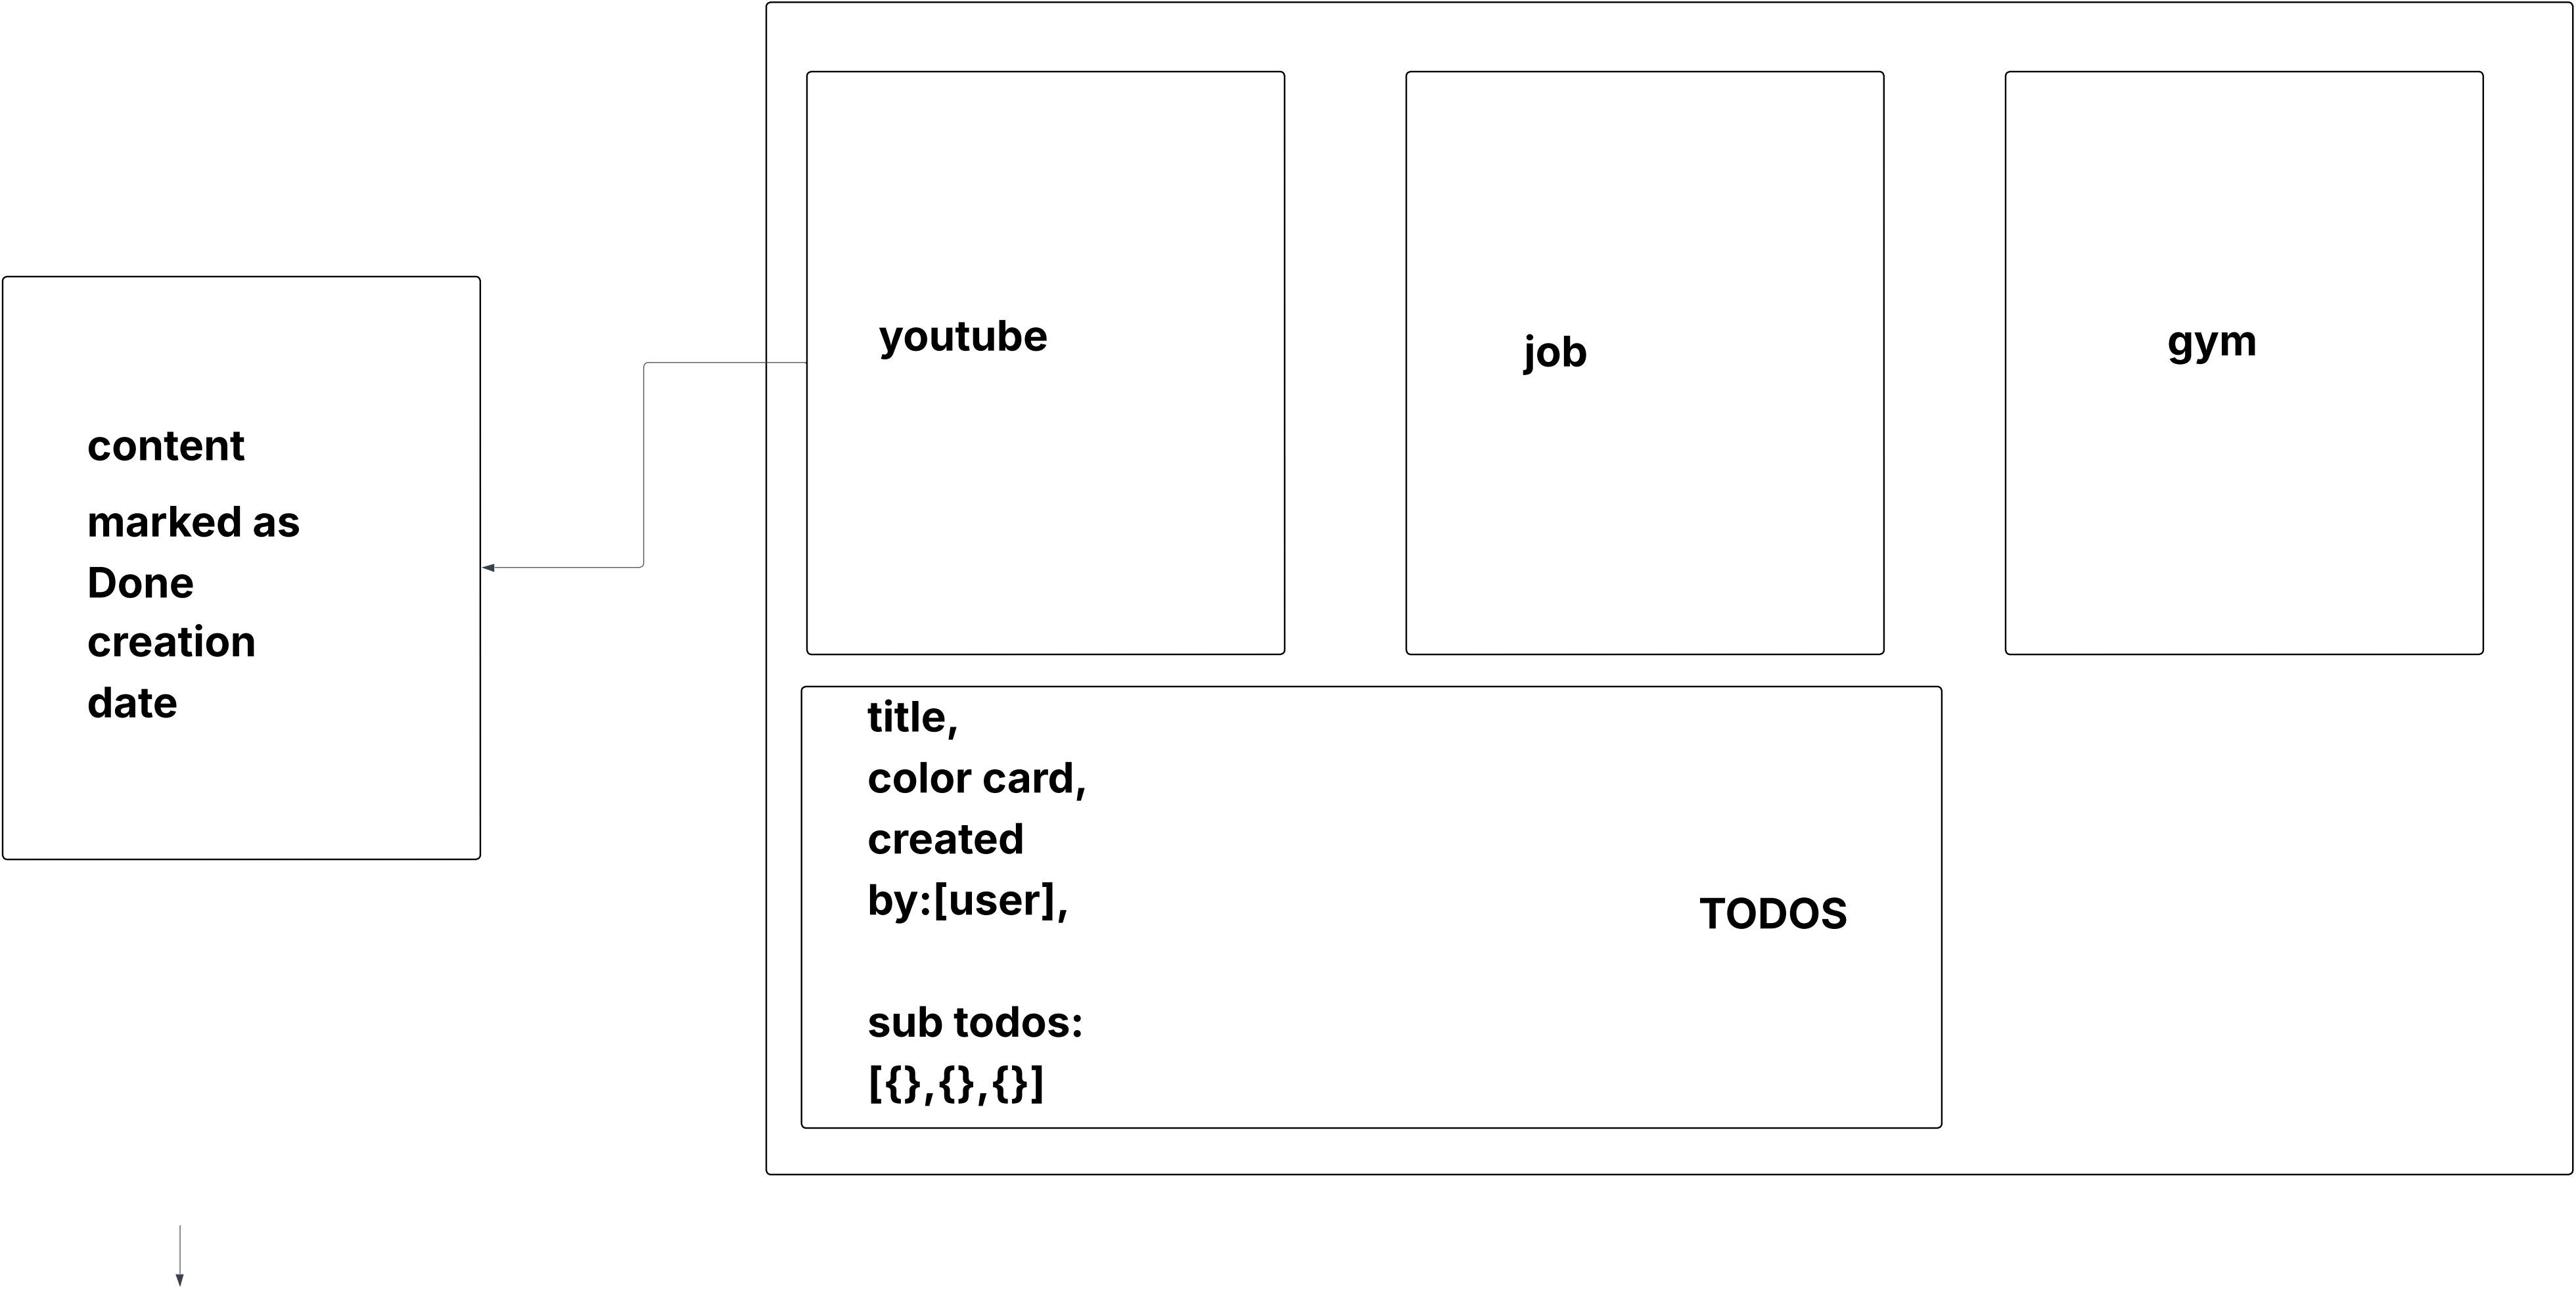 youtube
job
gym
content
marked as
Done
creation
date
title,
color card,
created
by:[user],
sub todos:
[{},{},{}]
TODOS